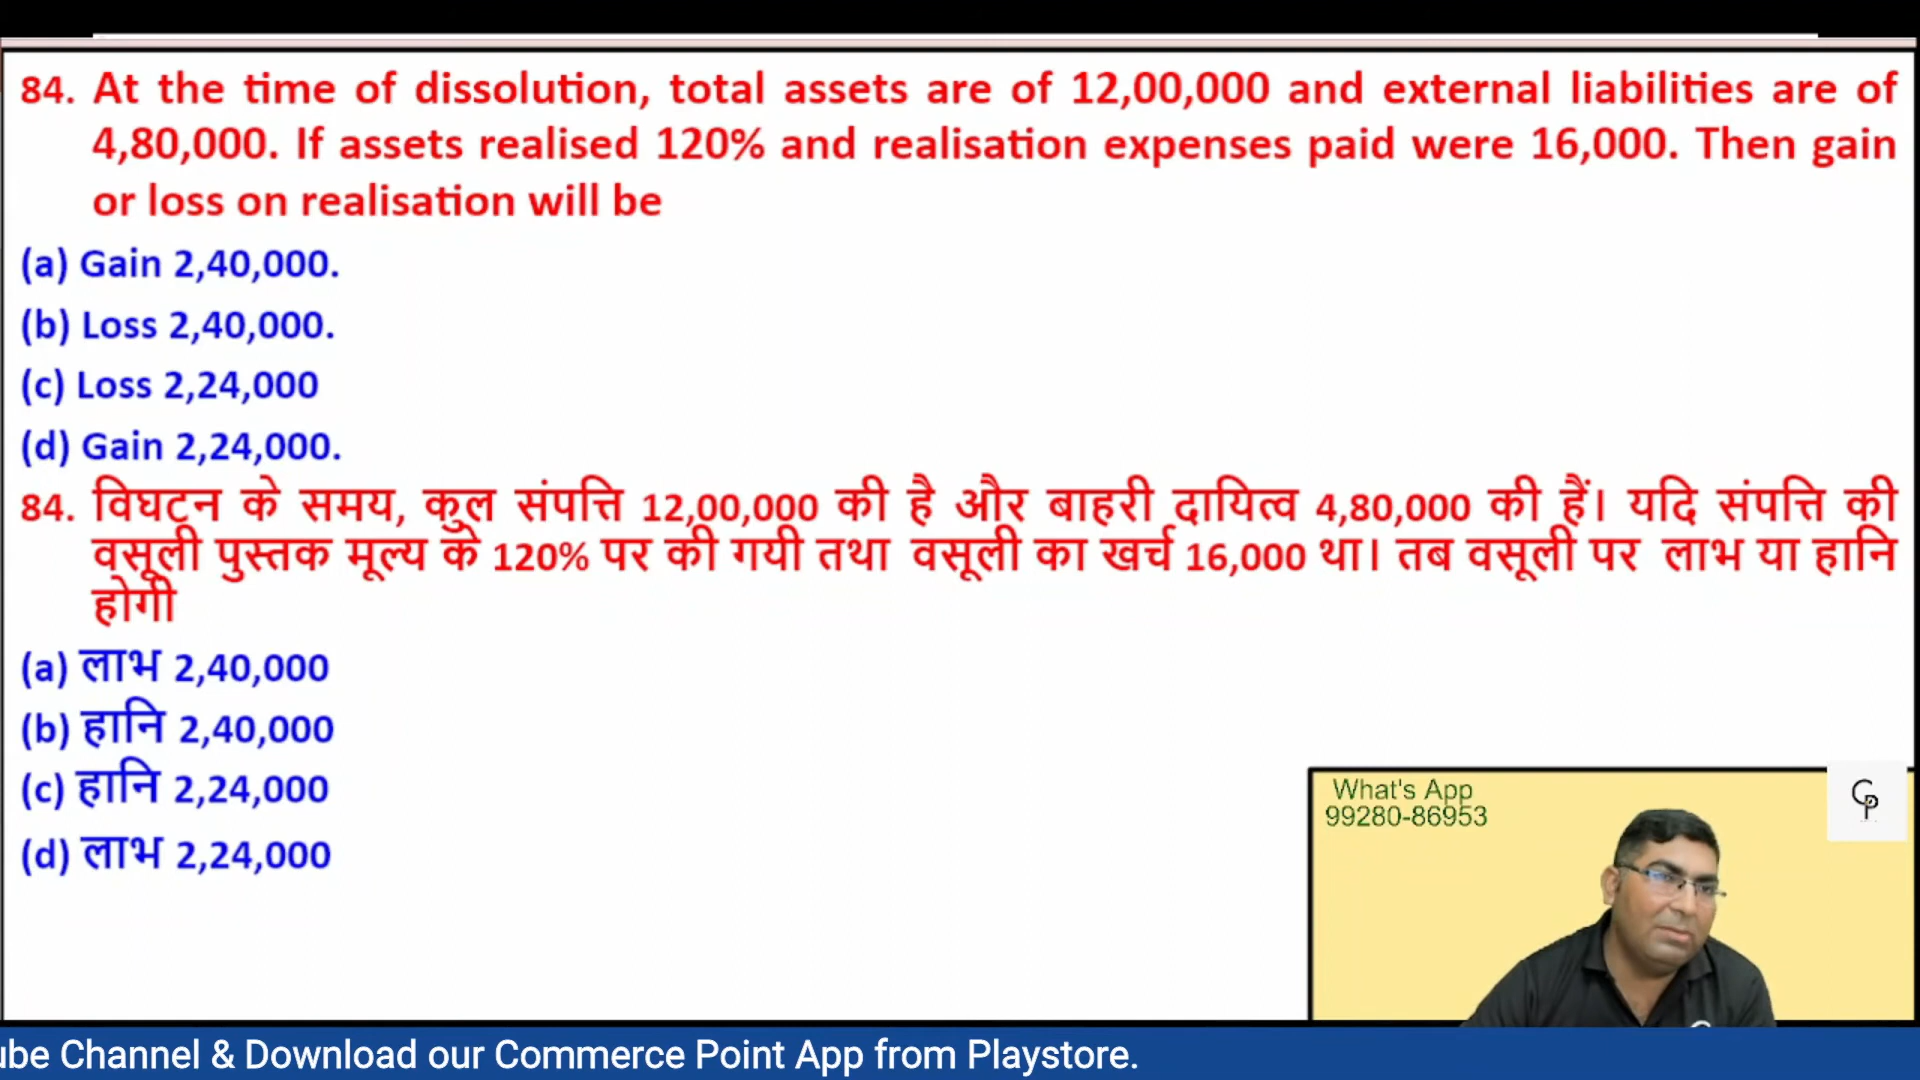 84. At the time of dissolution, total assets are of 12,00,000 and external liabilities are of
4,80,000. If assets realised 120% and realisation expenses paid were 16,000. Then gain
or loss on realisation will be
(a) Gain 2,40,000.
(b) Loss 2,40,000.
(c) Loss 2,24,000
(d) Gain 2,24,000.
84. विघटन के समय, कुल संपत्ति 12,00,000 की है और बाहरी दायित्व 4,80,000 की हैं। यदि संपत्ति की
वसूली पुस्तक मूल्य के 120% पर की गयी तथा वसूली का खर्च 16,000 था। तब वसूली पर लाभ या हानि
होगी
(a) लाभ 2,40,000
(b) हानि 2,40,000
(c) हानि 2,24,000
(d) लाभ 2,24,000
What's App
99280-86953
CP
ube Channel & Download our Commerce Point App from Playstore.